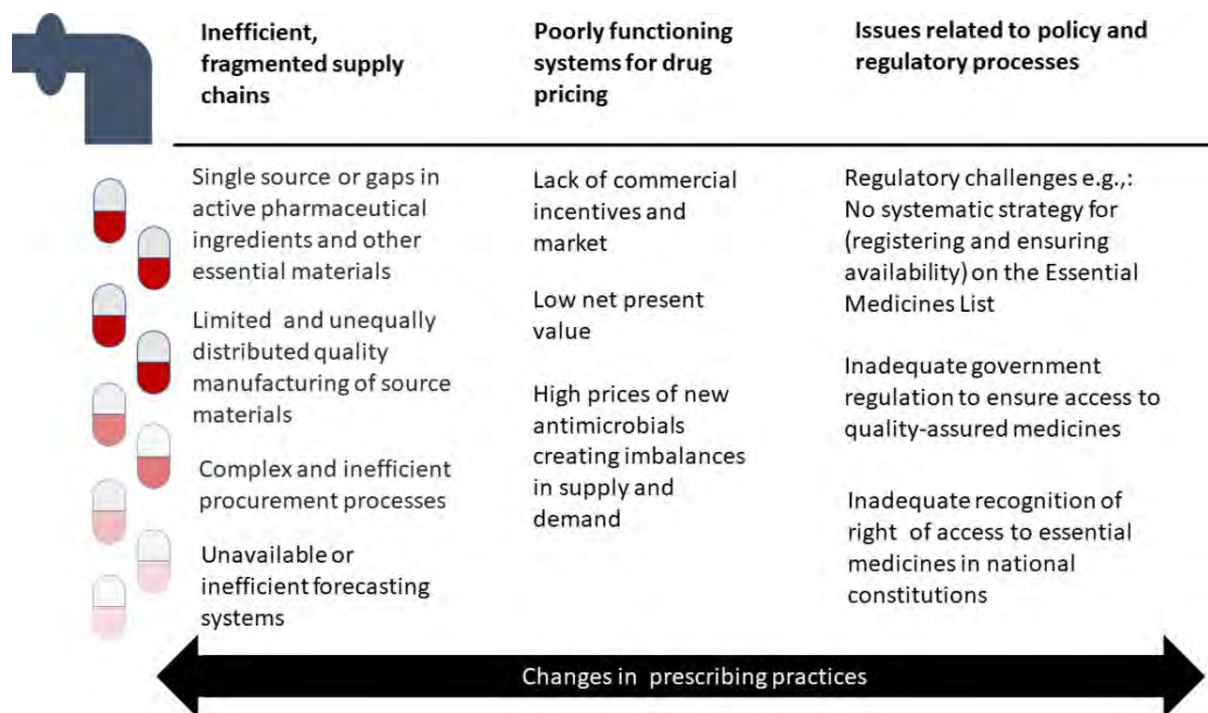 Inefficient,
fragmented supply
chains
Poorly functioning
systems for drug
pricing
Issues related to policy and
regulatory processes
Single source or gaps in
active pharmaceutical
ingredients and other
essential materials
Limited and unequally
distributed quality
manufacturing of source
materials
Complex and inefficient
procurement processes
Unavailable or
inefficient forecasting
systems
Lack of commercial
incentives and
market
Low net present
value
High prices of new
antimicrobials
creating imbalances
in supply and
demand
Regulatory challenges e.g.,:
No systematic strategy for
(registering and ensuring
availability) on the Essential
Medicines List
Inadequate government
regulation to ensure access to
quality-assured medicines
Inadequate recognition of
right of access to essential
medicines in national
constitutions
Changes in prescribing practices